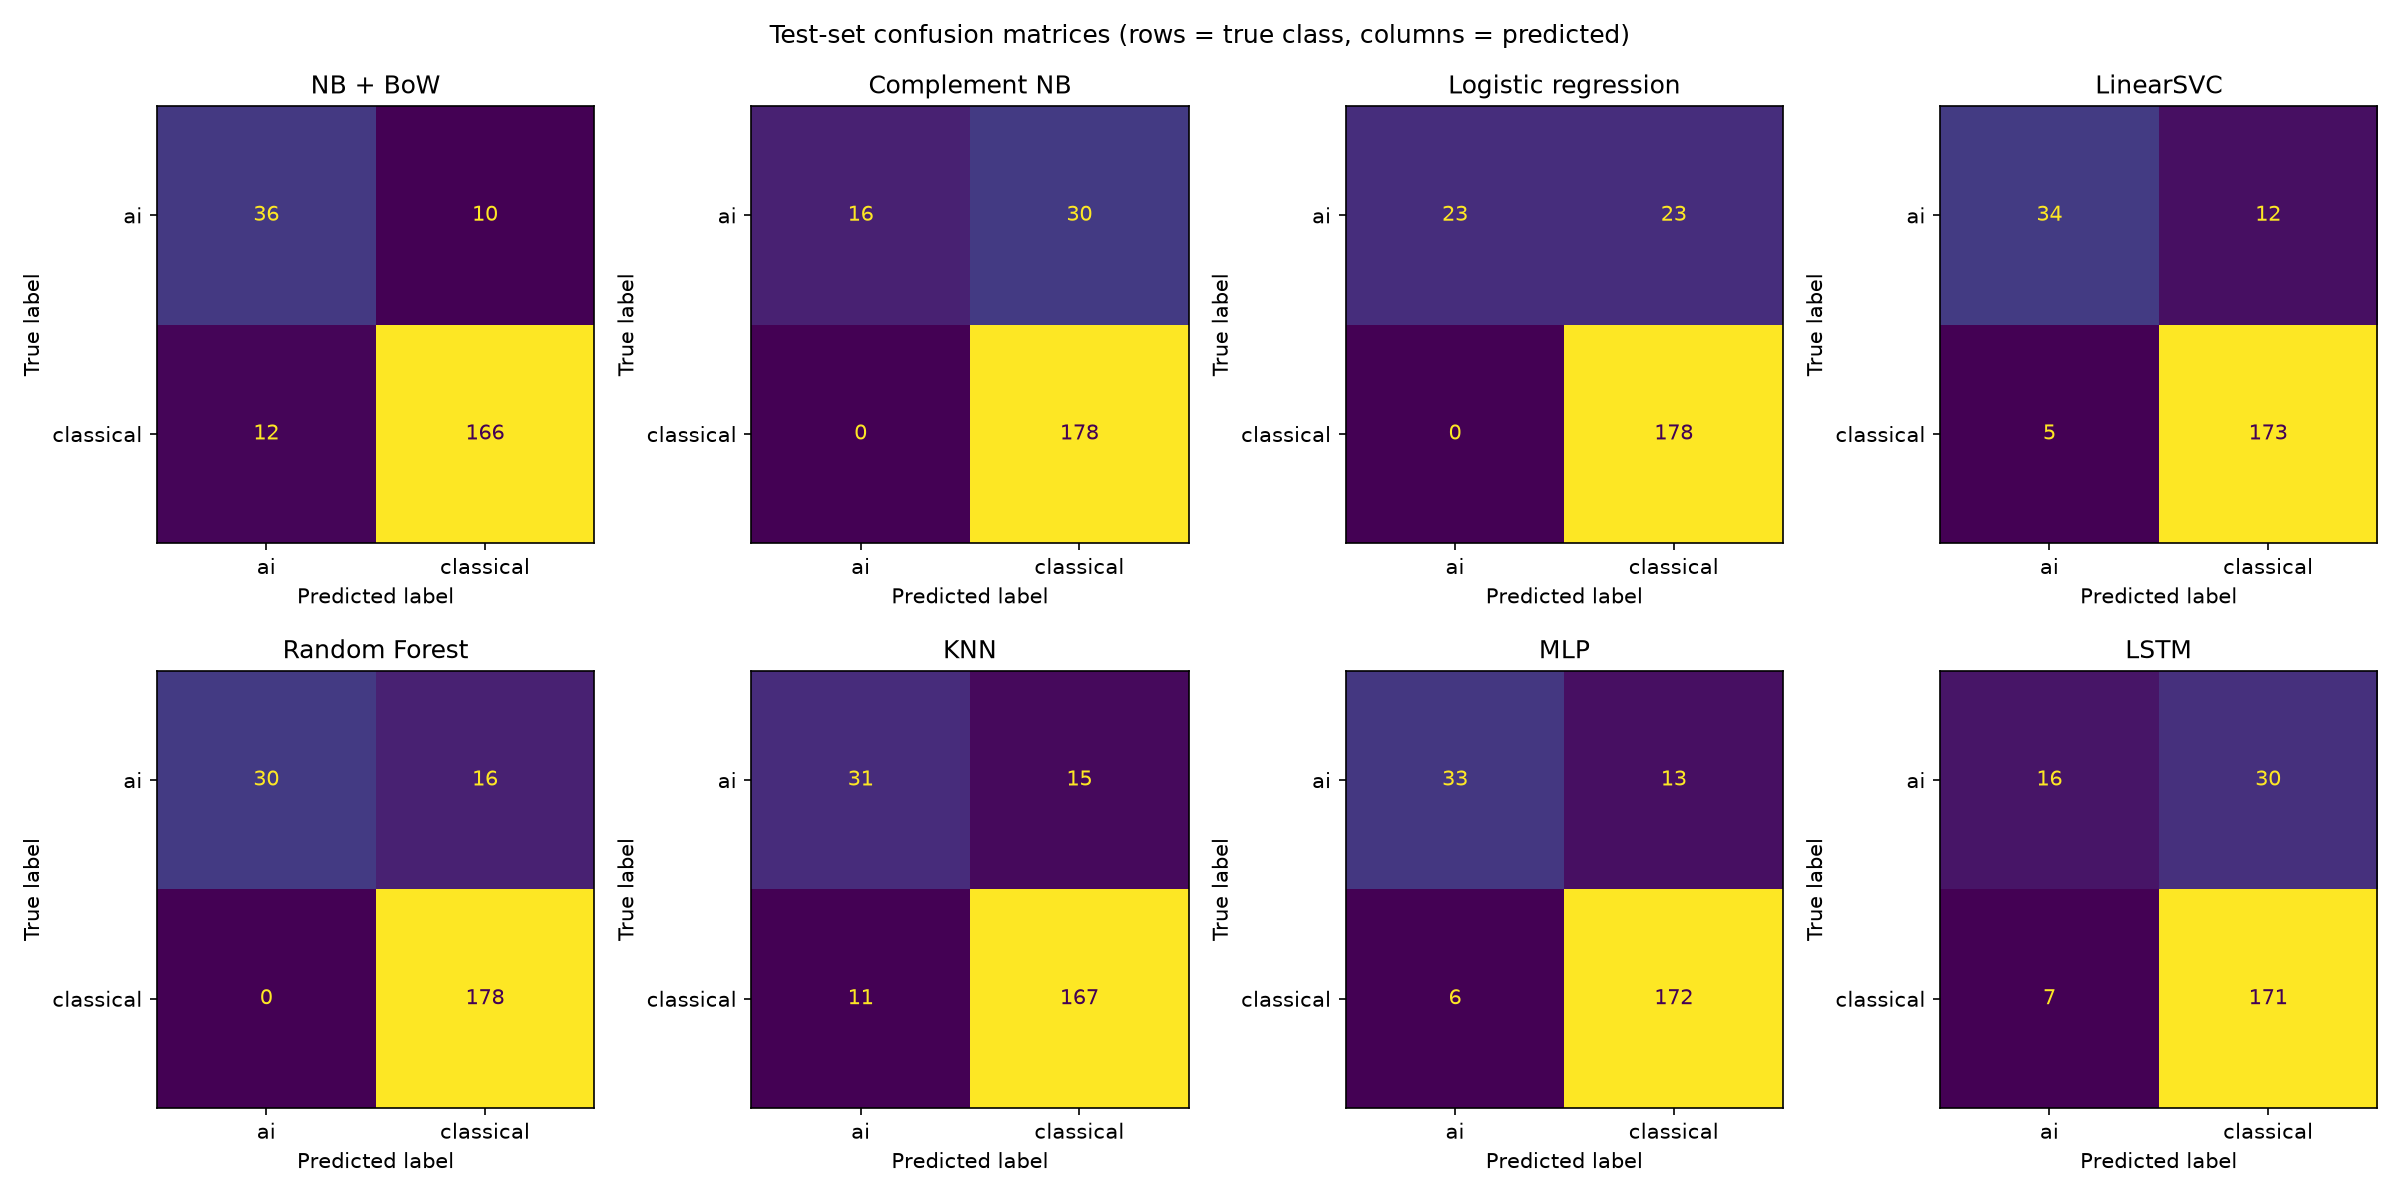 Test-set confusion matrices (rows = true class, columns = predicted)
NB + BoW
True label
ai
36
10
classical
12
166
ai
classical
Predicted label
Complement NB
True label
ai
16
30
classical
0
178
ai
classical
Predicted label
Logistic regression
True label
ai
23
23
classical
0
178
ai
classical
Predicted label
LinearSVC
True label
ai
34
12
classical
5
173
ai
classical
Predicted label
Random Forest
True label
ai
30
16
classical
0
178
ai
classical
Predicted label
KNN
True label
ai
31
15
classical
11
167
ai
classical
Predicted label
MLP
True label
ai
33
13
classical
6
172
ai
classical
Predicted label
LSTM
True label
ai
16
30
classical
7
171
ai
classical
Predicted label